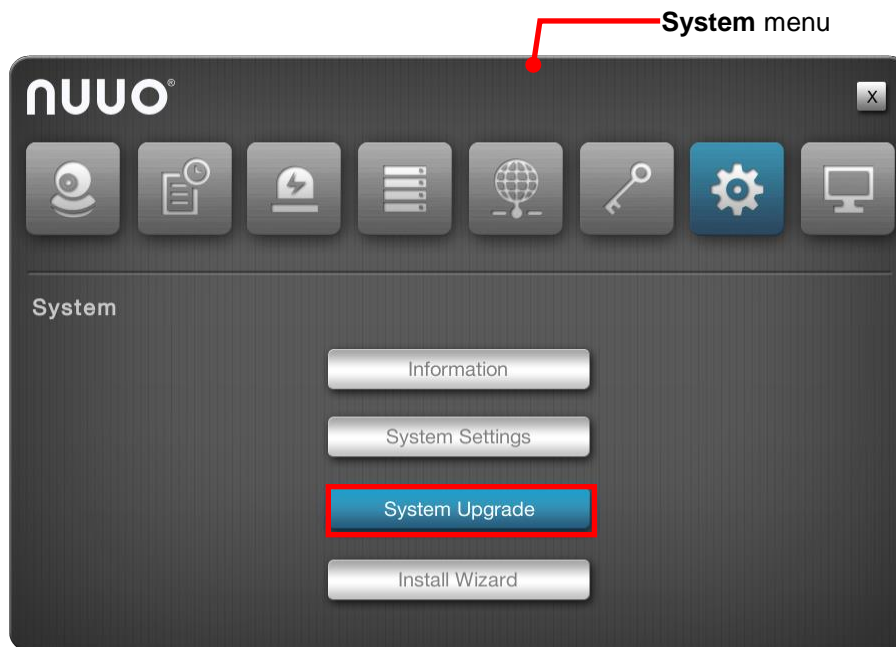 System menu
nuuo®
X
System
Information
System Settings
System Upgrade
Install Wizard